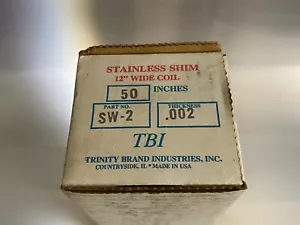 STAINLESS SHIM
12" WIDE COIL
50 INCHES
PART NO. THICKNESS
SW-2 .002
TBI
TRINITY BRAND INDUSTRIES, INC.
COUNTRYSIDE, IL • MADE IN USA